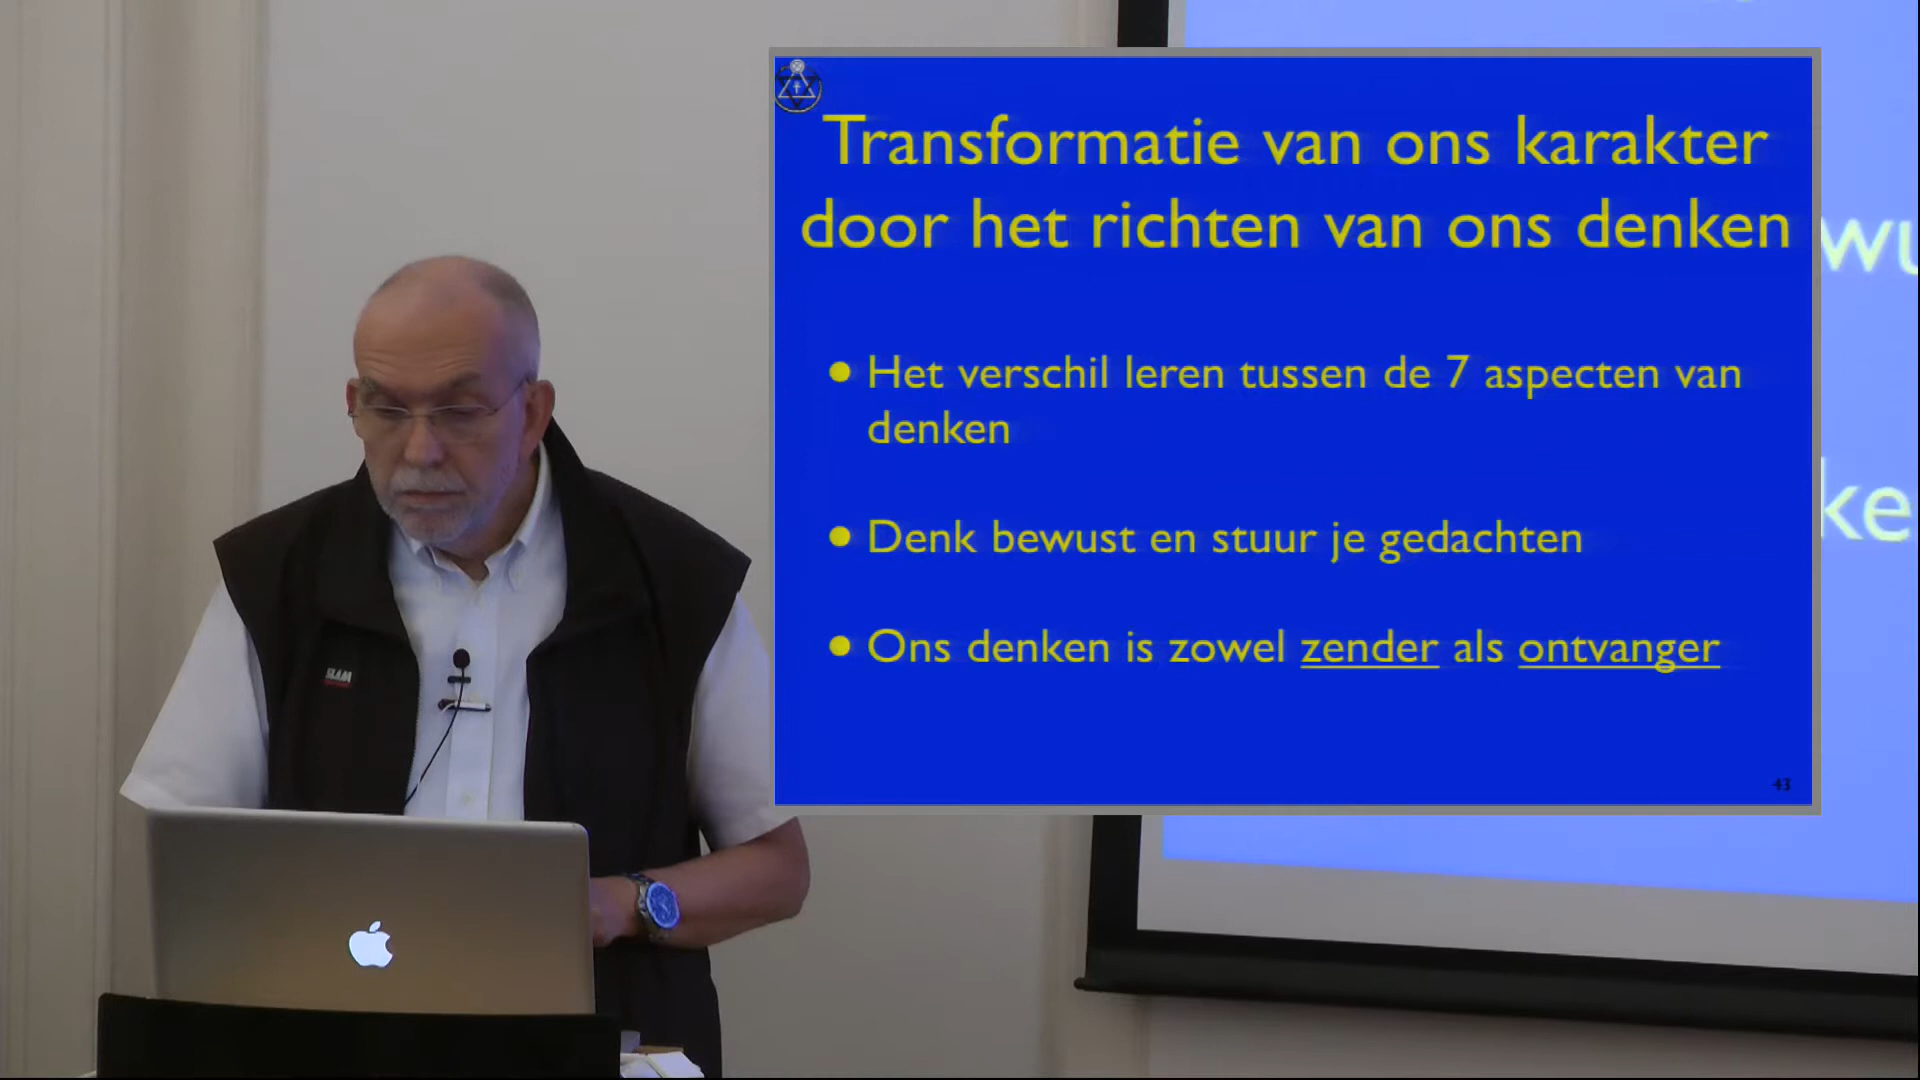 Transformatie van ons karakter
door het richten van ons denken
• Het verschil leren tussen de 7 aspecten van
denken
• Denk bewust en stuur je gedachten
• Ons denken is zowel zender als ontvanger
43
wu
ke
SLAM